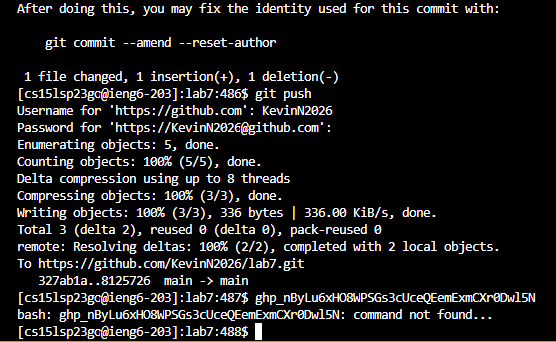 After doing this, you may fix the identity used for this commit with:
git commit --amend --reset-author
1 file changed, 1 insertion(+), 1 deletion(-)
[cs15lsp23gc@ieng6-203]:lab7:486$ git push
Username for 'https://github.com': KevinN2026
Password for 'https://KevinN2026@github.com':
Enumerating objects: 5, done.
Counting objects: 100% (5/5), done.
Delta compression using up to 8 threads
Compressing objects: 100% (3/3), done.
Writing objects: 100% (3/3), 336 bytes | 336.00 KiB/s, done.
Total 3 (delta 2), reused 0 (delta 0), pack-reused 0
remote: Resolving deltas: 100% (2/2), completed with 2 local objects.
To https://github.com/KevinN2026/lab7.git
327ab1a..8125726 main -> main
[cs15lsp23gc@ieng6-203]:lab7:487$ 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
bash: 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: command not found...
[cs15lsp23gc@ieng6-203]:lab7:488$